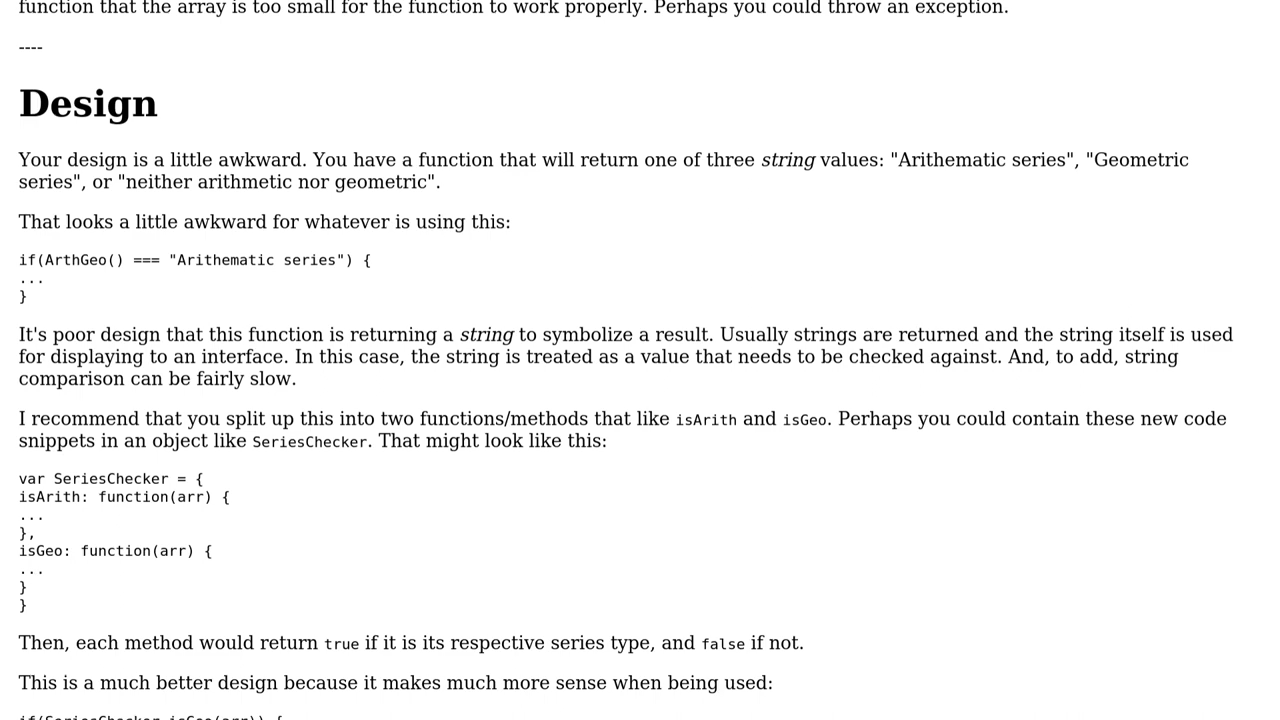 function that the array is too small for the function to work properly. Perhaps you could throw an exception.
----
Design
Your design is a little awkward. You have a function that will return one of three string values: "Arithematic series", "Geometric
series", or "neither arithmetic nor geometric".
That looks a little awkward for whatever is using this:
if(ArthGeo() === "Arithematic series") {
...
}
It's poor design that this function is returning a string to symbolize a result. Usually strings are returned and the string itself is used
for displaying to an interface. In this case, the string is treated as a value that needs to be checked against. And, to add, string
comparison can be fairly slow.
I recommend that you split up this into two functions/methods that like isArith and isGeo. Perhaps you could contain these new code
snippets in an object like SeriesChecker. That might look like this:
var SeriesChecker = {
isArith: function(arr) {
...
},
isGeo: function(arr) {
...
}
}
Then, each method would return true if it is its respective series type, and false if not.
This is a much better design because it makes much more sense when being used:
if(SeriesChecker.isGeo(arr)) {